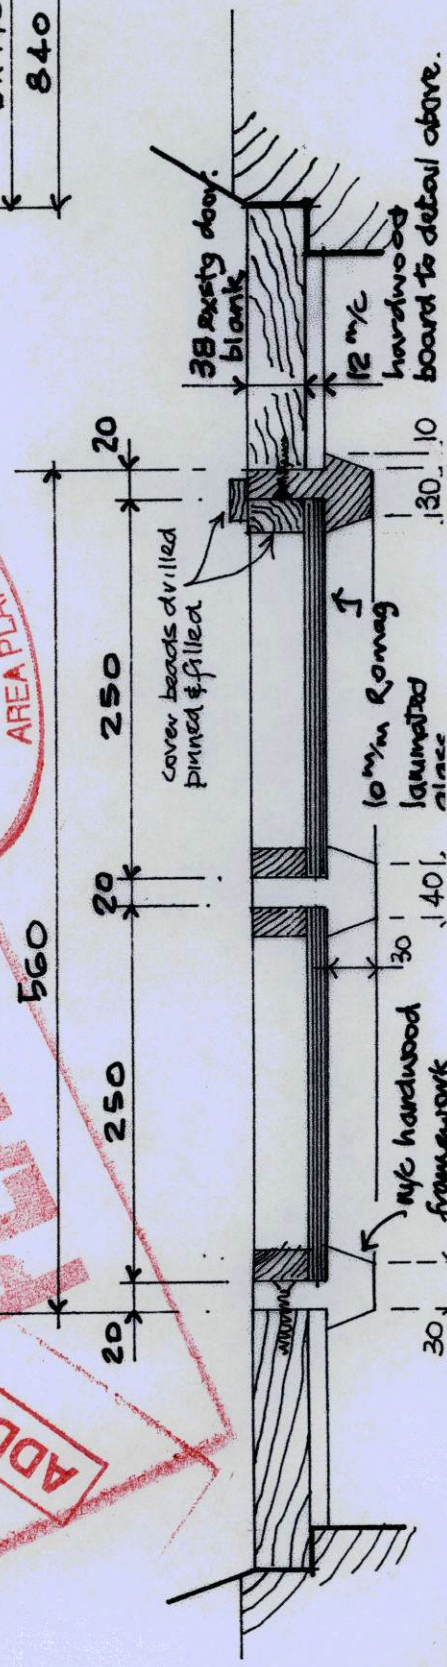 840
560
20
250
20
250
20
AREA PLA
ADD
cover beads drilled
pinned & filled
38 exstg door
blank
12 m/c
hardwood
board to detail above.
10 m/m Romag
laminated
glass
m/c hardwood
framework
30
30
40
30
10